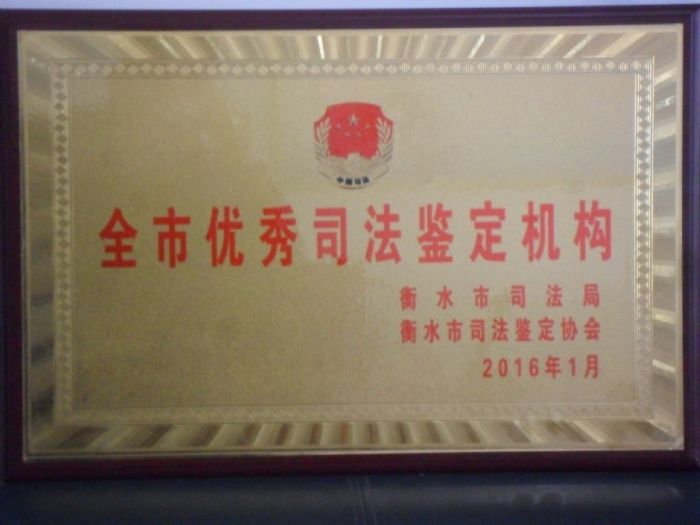 中国司法
全市优秀司法鉴定机构
衡水市司法局
衡水市司法鉴定协会
2016年1月